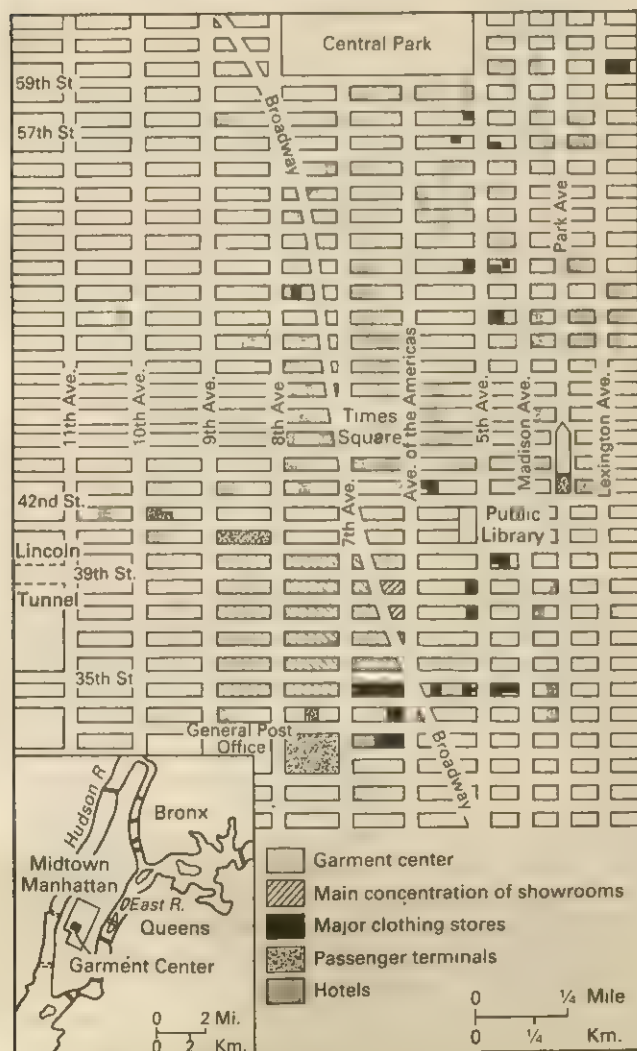 Central Park
59th St
57th St
Broadway
Park Ave
11th Ave.
10th Ave.
9th Ave.
8th Ave
Times
Square
Ave. of the Americas
5th Ave.
Madison Ave.
Lexington Ave.
42nd St.
7th Ave.
Public
Library
Lincoln
39th St.
Tunnel
35th St
General Post
Office
Broadway
Hudson R
Bronx
Midtown
Manhattan
East R.
Queens
Garment Center
0 2 Mi.
0 2 Km.
Garment center
Main concentration of showrooms
Major clothing stores
Passenger terminals
Hotels
0 ¼ Mile
0 ¼ Km.